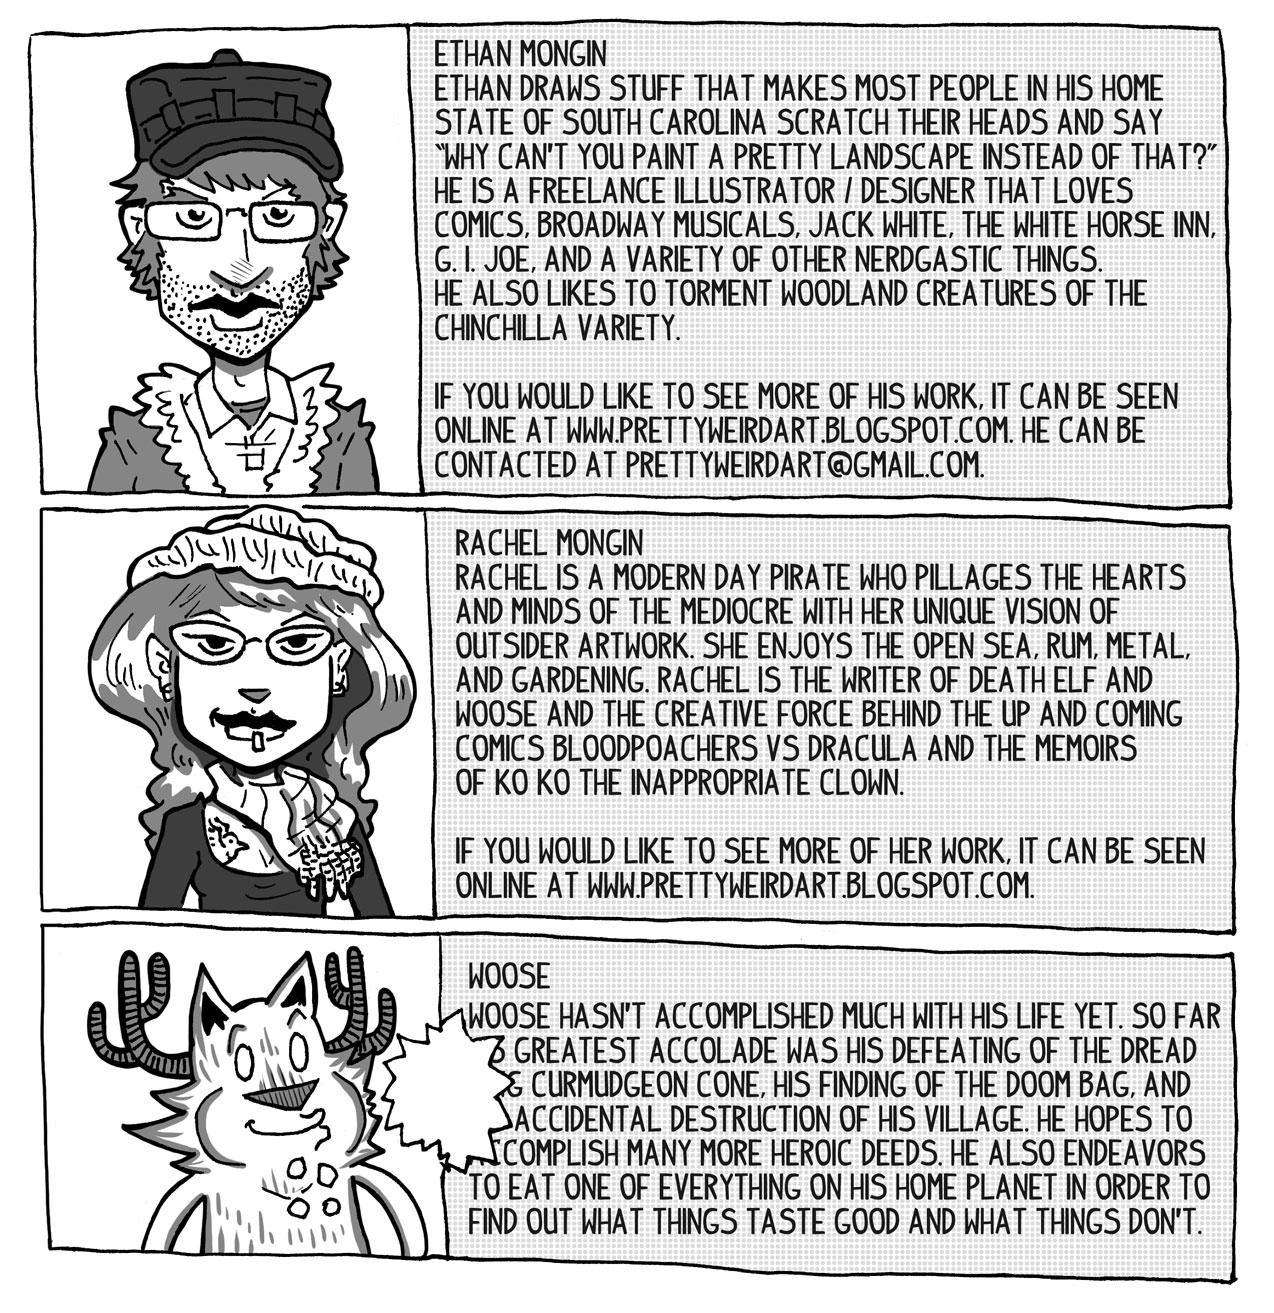 ETHAN MONGIN
ETHAN DRAWS STUFF THAT MAKES MOST PEOPLE IN HIS HOME
STATE OF SOUTH CAROLINA SCRATCH THEIR HEADS AND SAY
“WHY CAN'T YOU PAINT A PRETTY LANDSCAPE INSTEAD OF THAT?”
HE IS A FREELANCE ILLUSTRATOR / DESIGNER THAT LOVES
COMICS, BROADWAY MUSICALS, JACK WHITE, THE WHITE HORSE INN,
G. I. JOE, AND A VARIETY OF OTHER NERDGASTIC THINGS.
HE ALSO LIKES TO TORMENT WOODLAND CREATURES OF THE
CHINCHILLA VARIETY.
IF YOU WOULD LIKE TO SEE MORE OF HIS WORK, IT CAN BE SEEN
ONLINE AT WWW.PRETTYWEIRDART.BLOGSPOT.COM. HE CAN BE
CONTACTED AT PRETTYWEIRDART@GMAIL.COM.
RACHEL MONGIN
RACHEL IS A MODERN DAY PIRATE WHO PILLAGES THE HEARTS
AND MINDS OF THE MEDIOCRE WITH HER UNIQUE VISION OF
OUTSIDER ARTWORK. SHE ENJOYS THE OPEN SEA, RUM, METAL,
AND GARDENING. RACHEL IS THE WRITER OF DEATH ELF AND
WOOSE AND THE CREATIVE FORCE BEHIND THE UP AND COMING
COMICS BLOODPOACHERS VS DRACULA AND THE MEMOIRS
OF KO KO THE INAPPROPRIATE CLOWN.
IF YOU WOULD LIKE TO SEE MORE OF HER WORK, IT CAN BE SEEN
ONLINE AT WWW.PRETTYWEIRDART.BLOGSPOT.COM.
WOOSE
WOOSE HASN'T ACCOMPLISHED MUCH WITH HIS LIFE YET. SO FAR
GREATEST ACCOLADE WAS HIS DEFEATING OF THE DREAD
CURMUDGEON CONE, HIS FINDING OF THE DOOM BAG, AND
ACCIDENTAL DESTRUCTION OF HIS VILLAGE. HE HOPES TO
ACCOMPLISH MANY MORE HEROIC DEEDS. HE ALSO ENDEAVORS
TO EAT ONE OF EVERYTHING ON HIS HOME PLANET IN ORDER TO
FIND OUT WHAT THINGS TASTE GOOD AND WHAT THINGS DON'T.